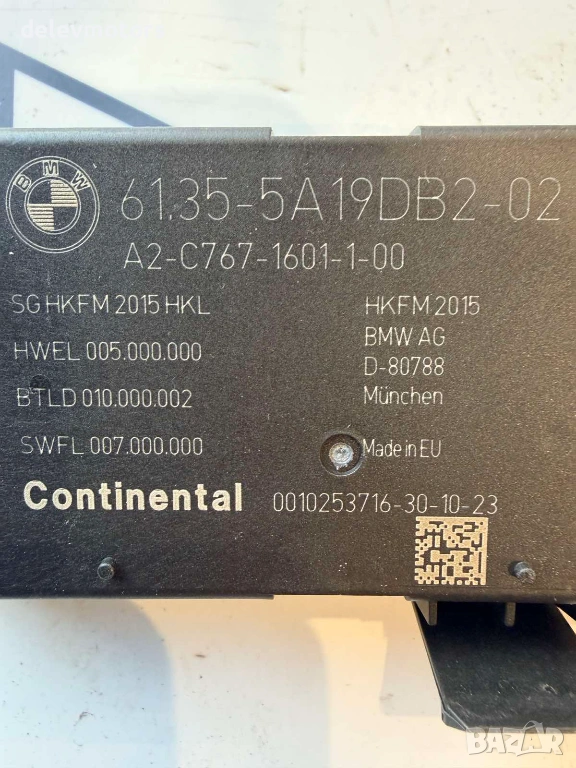 BMW
61.35-5A19DB2-02
A2-C767-1601-1-00
SG HKFM 2015 HKL
HWEL 005.000.000
BTLD 010.000.002
SWFL 007.000.000
HKFM 2015
BMW AG
D-80788
München
Made in EU
Continental
0010253716-30-10-23
BAZAR